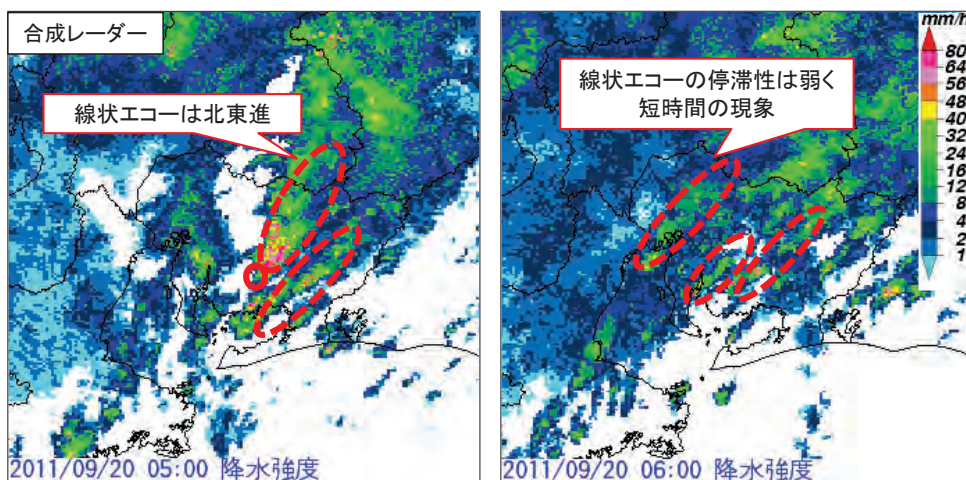 合成レーダー
線状エコーは北東進
2011/09/20 05:00 降水強度
線状エコーの停滞性は弱く
短時間の現象
mm/h
80
64
56
48
40
32
24
16
12
8
4
2
1
2011/09/20 06:00 降水強度